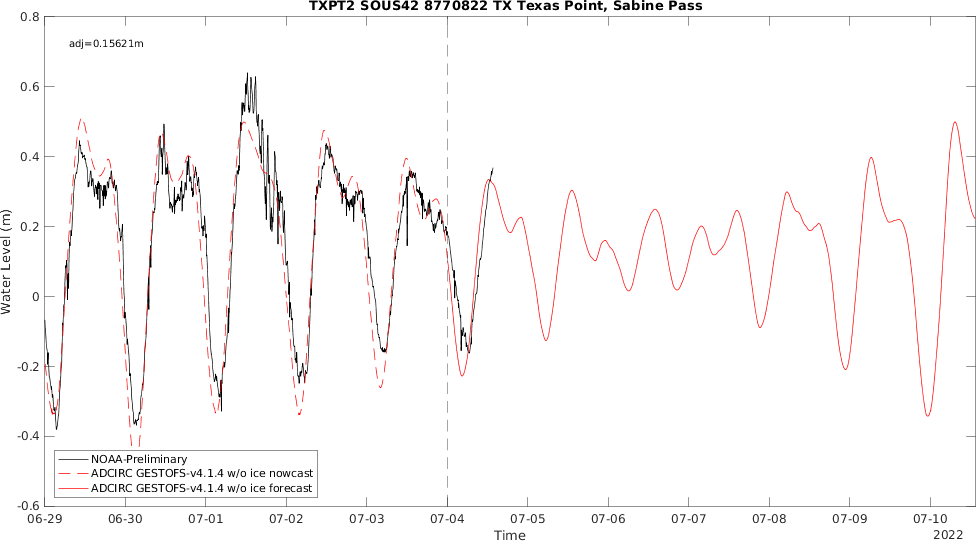 TXPT2 SOUS42 8770822 TX Texas Point, Sabine Pass
adj=0.15621m
0.8
0.6
0.4
0.2
0
-0.2
-0.4
-0.6
Water Level (m)
NOAA-Preliminary
ADCIRC GESTOFS-v4.1.4 w/o ice nowcast
ADCIRC GESTOFS-v4.1.4 w/o ice forecast
06-29 06-30 07-01 07-02 07-03 07-04 07-05 07-06 07-07 07-08 07-09 07-10
Time
2022